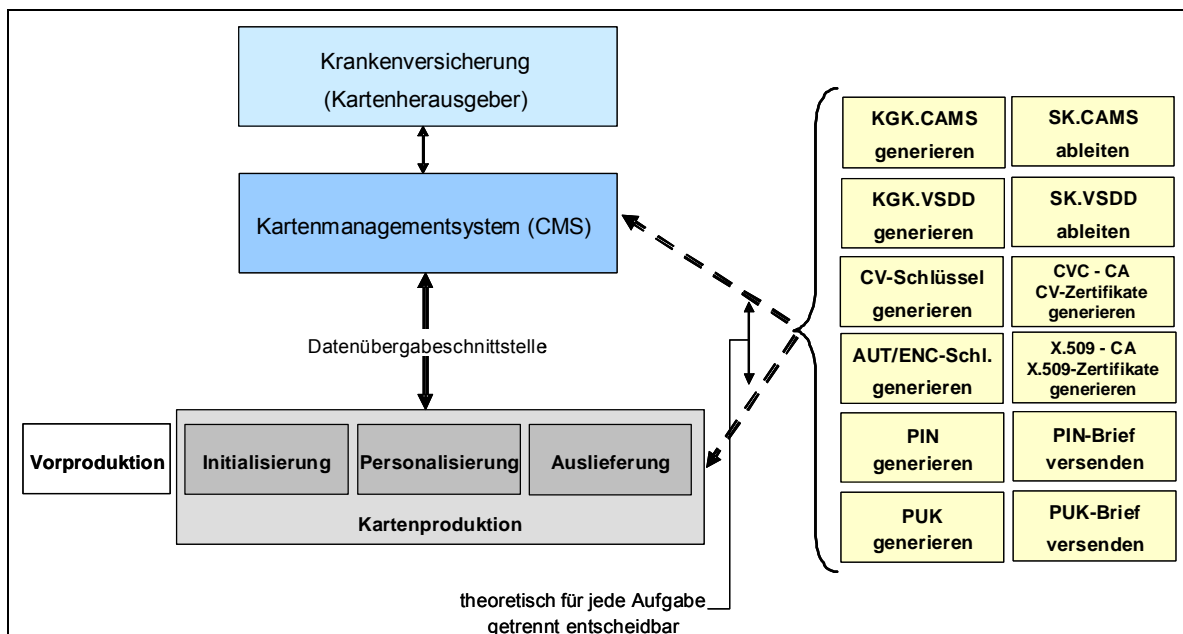 Krankenversicherung
(Kartenherausgeber)
Kartenmanagementsystem (CMS)
Datenübergabeschnittstelle
Vorproduktion
Initialisierung
Personalisierung
Auslieferung
Kartenproduktion
theoretisch für jede Aufgabe
getrennt entscheidbar
KGK.CAMS
generieren
SK.CAMS
ableiten
KGK.VSDD
generieren
SK.VSDD
ableiten
CV-Schlüssel
generieren
CVC - CA
CV-Zertifikate
generieren
AUT/ENC-Schl.
generieren
X.509 - CA
X.509-Zertifikate
generieren
PIN
generieren
PIN-Brief
versenden
PUK
generieren
PUK-Brief
versenden